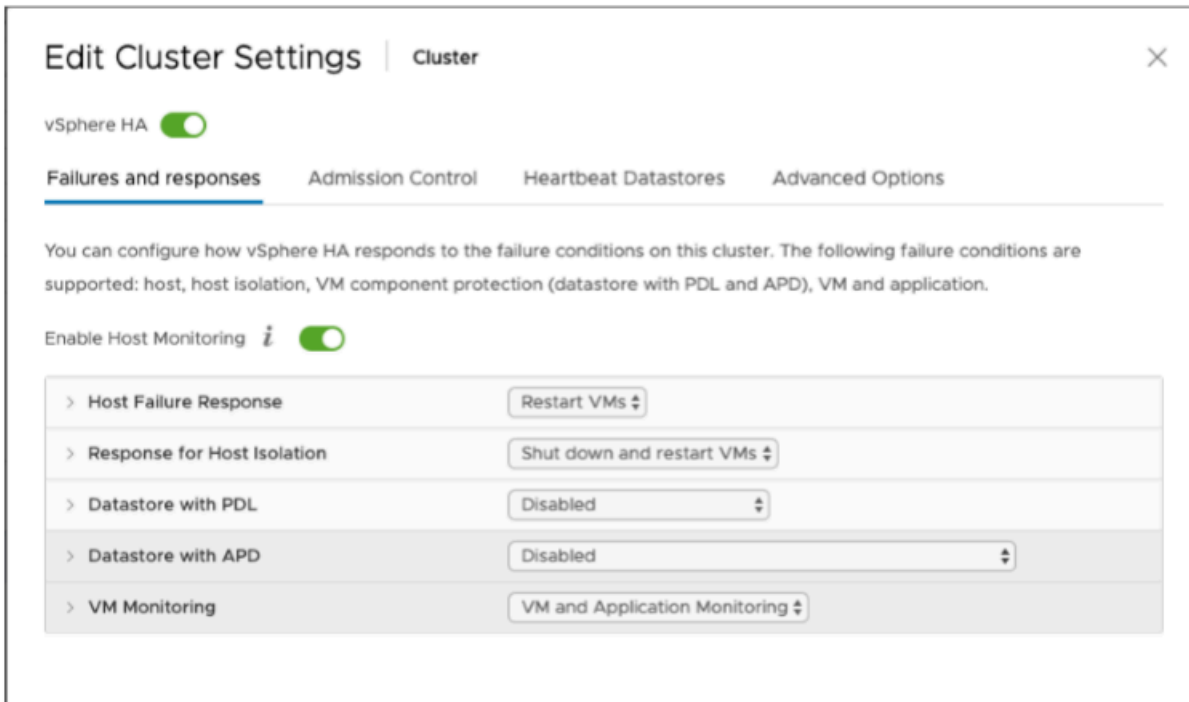 Edit Cluster Settings Cluster
vSphere HA
Failures and responses Admission Control Heartbeat Datastores Advanced Options
You can configure how vSphere HA responds to the failure conditions on this cluster. The following failure conditions are
supported: host, host isolation, VM component protection (datastore with PDL and APD), VM and application.
Enable Host Monitoring i
Host Failure Response Restart VMs
Response for Host Isolation Shut down and restart VMs
Datastore with PDL Disabled
Datastore with APD Disabled
VM Monitoring VM and Application Monitoring